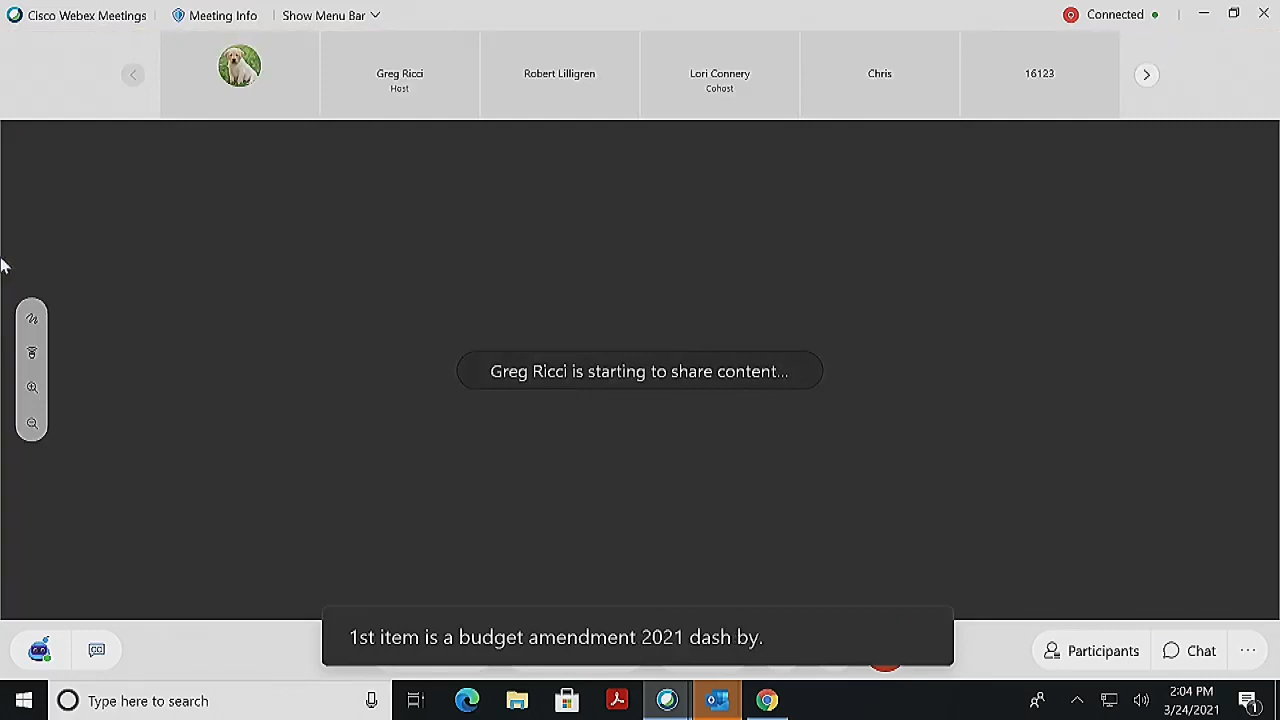 Cisco Webex Meetings
Meeting Info
Show Menu Bar
Connected
Greg Ricci
Host
Robert Lilligren
Lori Connery
Cohost
Chris
16123
Greg Ricci is starting to share content...
1st item is a budget amendment 2021 dash by.
CC
Participants
Chat
Type here to search
2:04 PM
3/24/2021
1